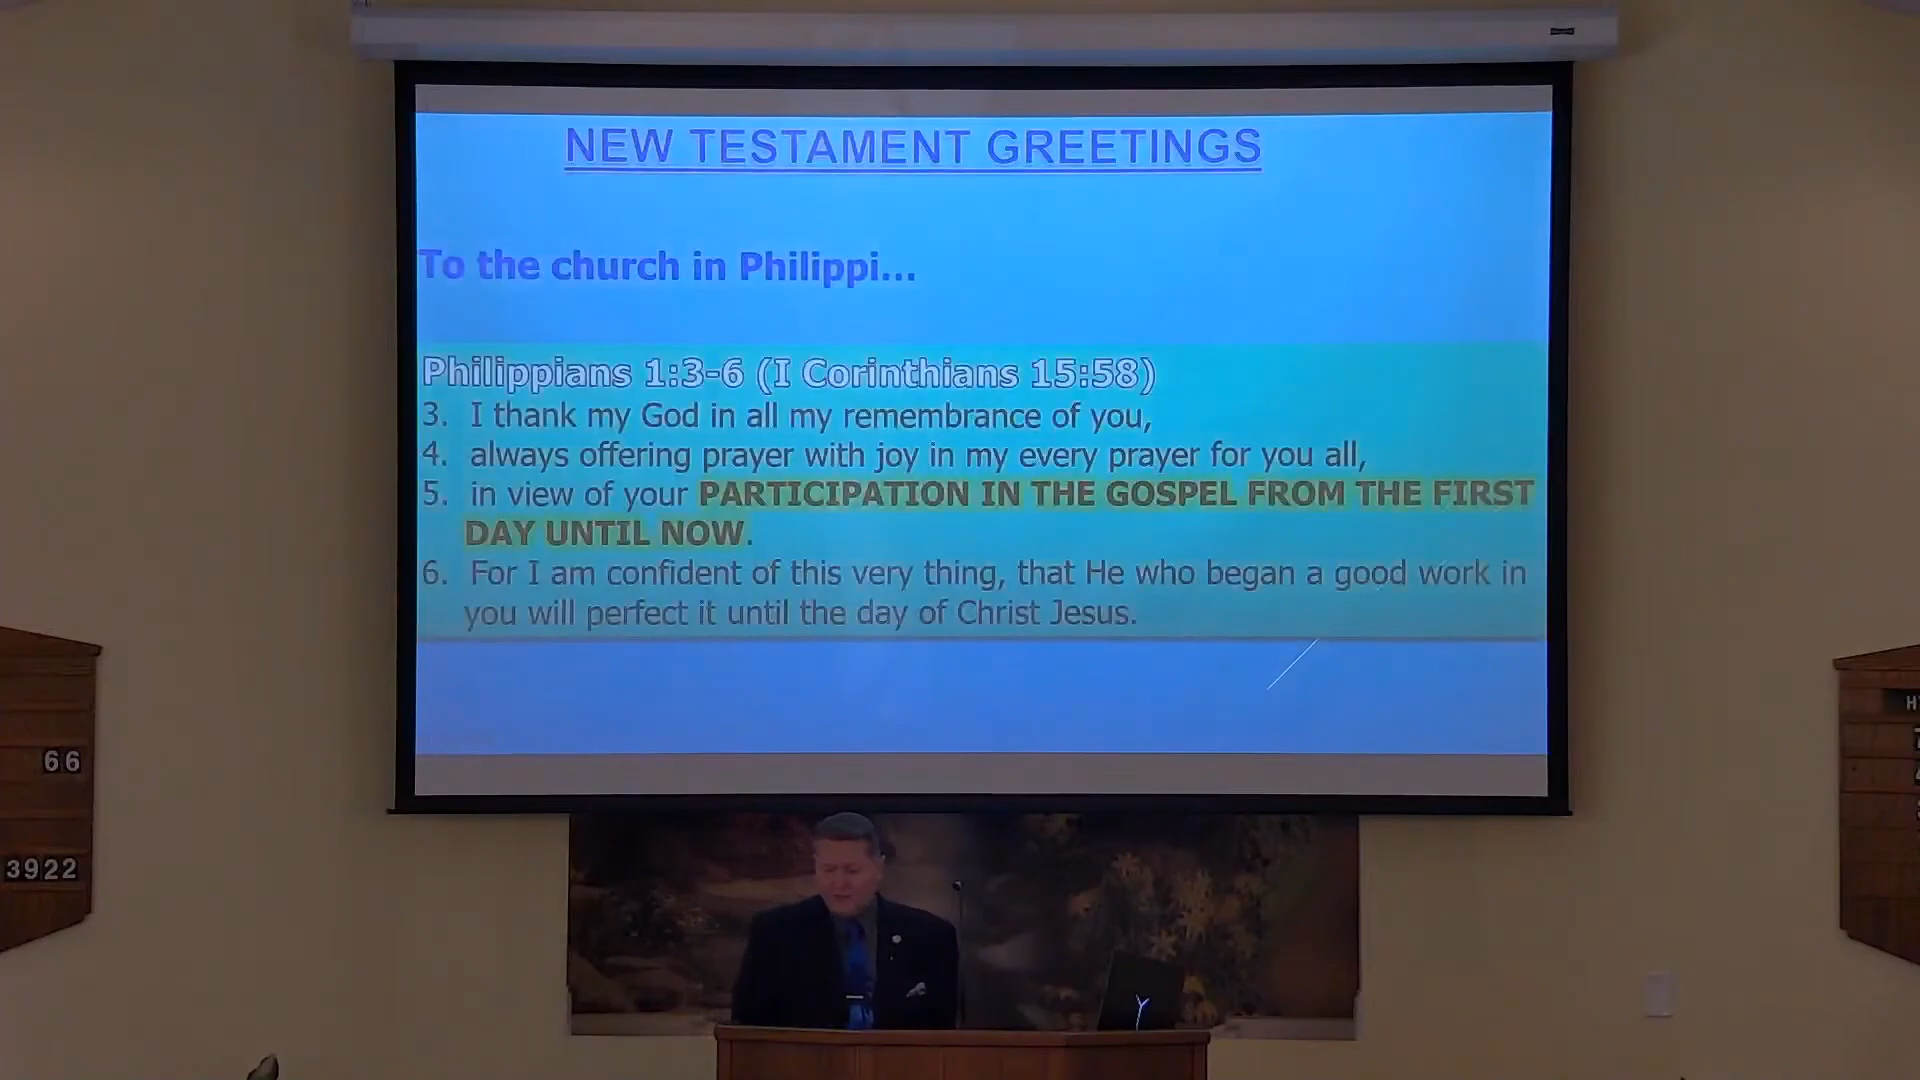 NEW TESTAMENT GREETINGS
To the church in Philippi...
Philippians 1:3-6 (I Corinthians 15:58)
3. I thank my God in all my remembrance of you,
4. always offering prayer with joy in my every prayer for you all,
5. in view of your PARTICIPATION IN THE GOSPEL FROM THE FIRST
DAY UNTIL NOW.
6. For I am confident of this very thing, that He who began a good work in
you will perfect it until the day of Christ Jesus.
66
3922